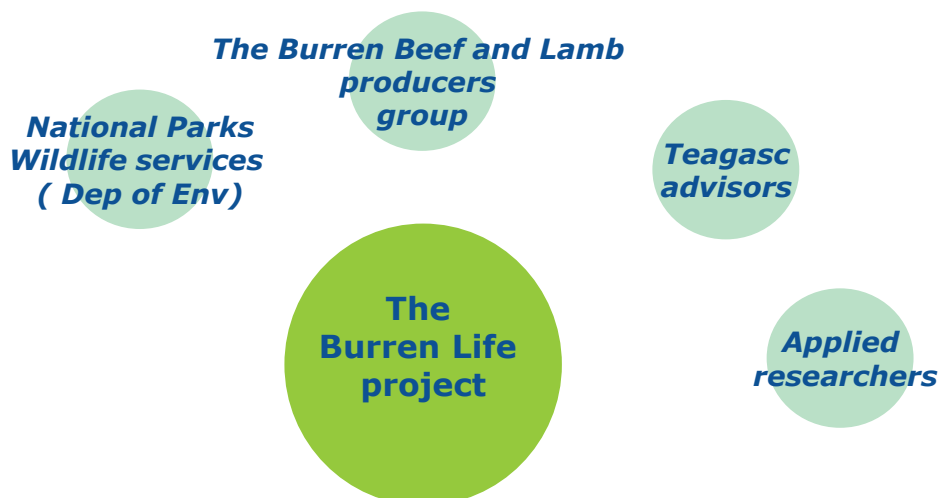 The Burren Beef and Lamb
producers
group
National Parks
Wildlife services
( Dep of Env)
Teagasc
advisors
The
Burren Life
project
Applied
researchers